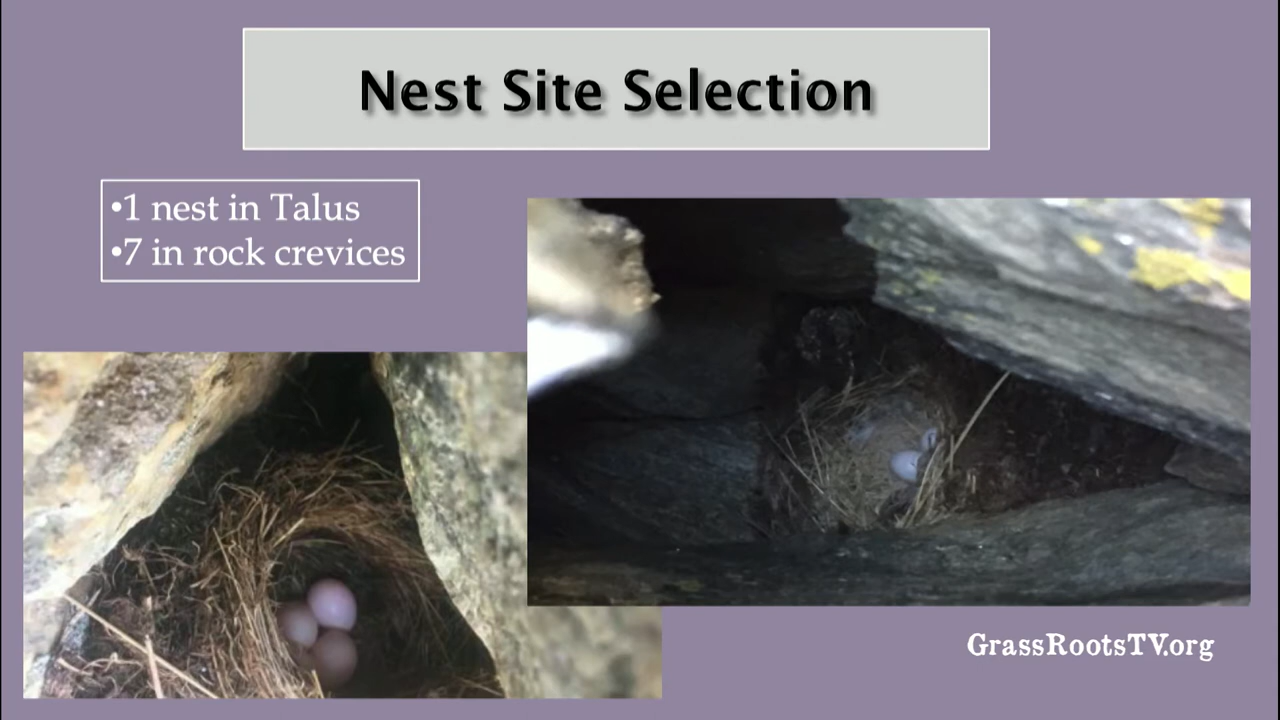 Nest Site Selection
•1 nest in Talus
•7 in rock crevices
GrassRootsTV.org